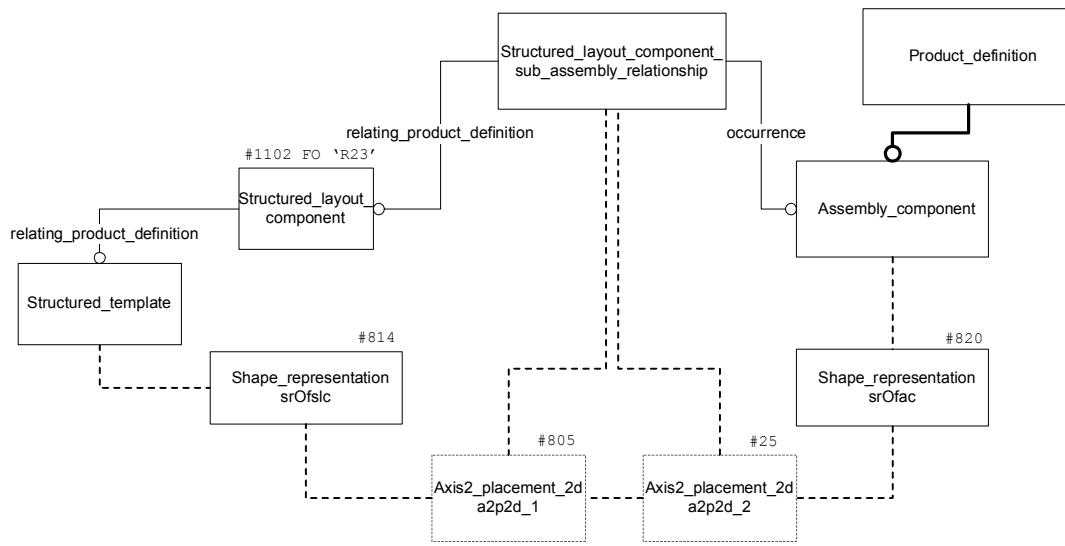 Structured_layout_component_
sub_assembly_relationship
Product_definition
relating_product_definition
occurrence
#1102 FO ‘R23’
Structured_layout_
component
Assembly_component
relating_product_definition
Structured_template
#814
Shape_representation
srOfslc
#820
Shape_representation
srOfac
#805
Axis2_placement_2d
a2p2d_1
#25
Axis2_placement_2d
a2p2d_2